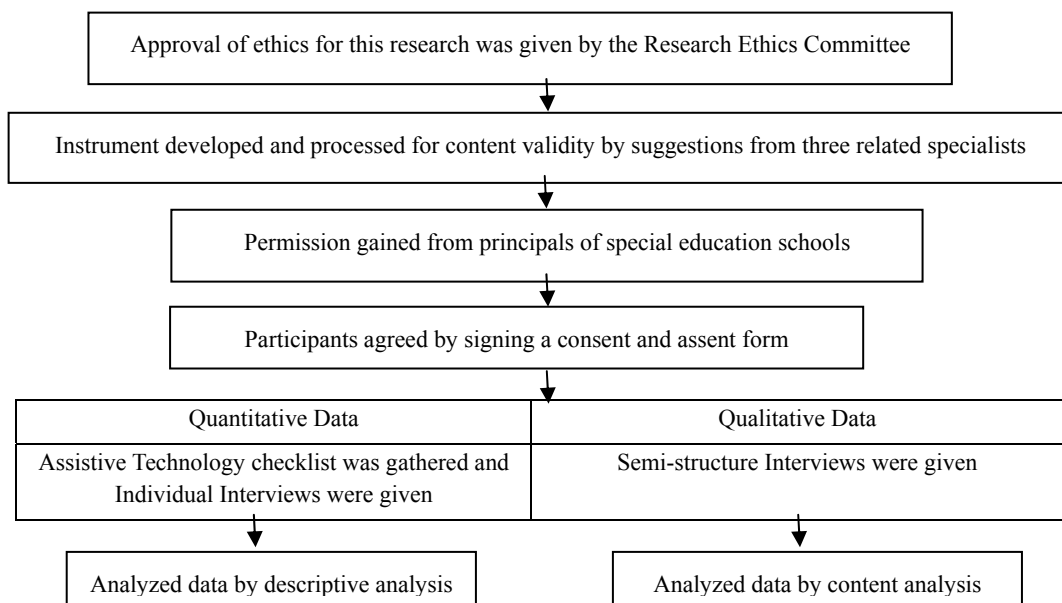 Approval of ethics for this research was given by the Research Ethics Committee
Instrument developed and processed for content validity by suggestions from three related specialists
Permission gained from principals of special education schools
Participants agreed by signing a consent and assent form
Quantitative Data
Qualitative Data
Assistive Technology checklist was gathered and
Individual Interviews were given
Semi-structure Interviews were given
Analyzed data by descriptive analysis
Analyzed data by content analysis